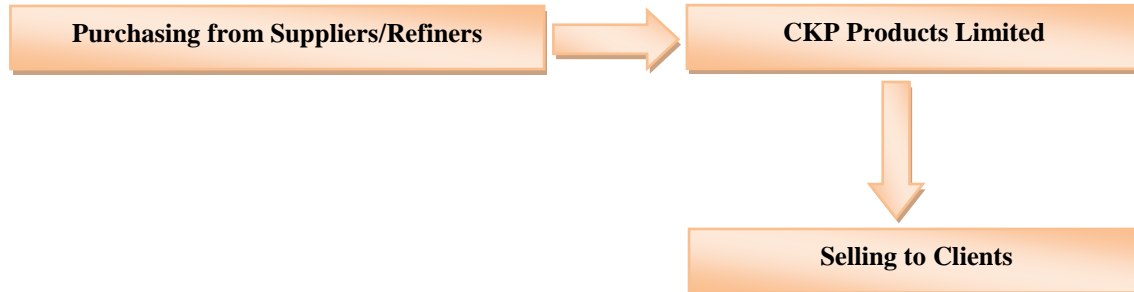 Purchasing from Suppliers/Refiners
CKP Products Limited
Selling to Clients